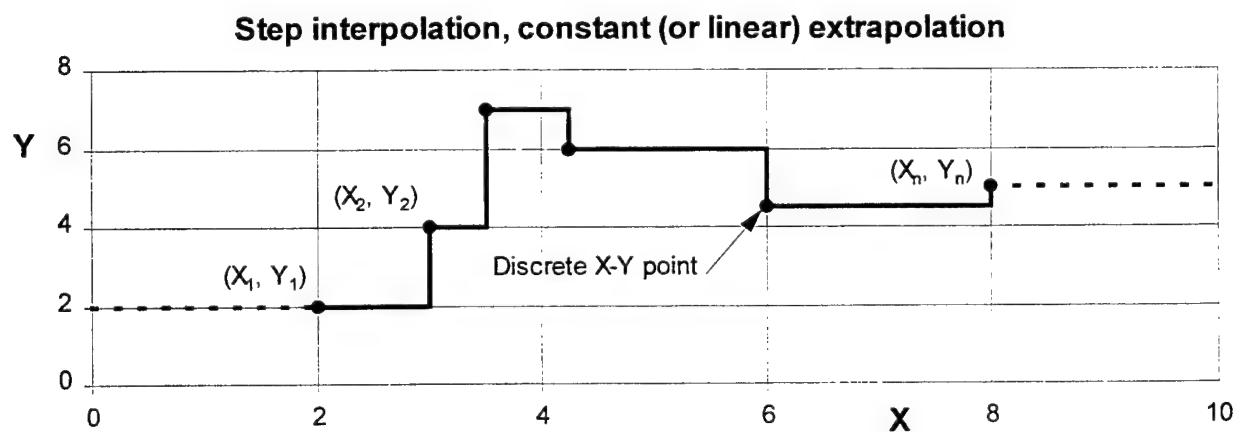 Step interpolation, constant (or linear) extrapolation
8
Y
6
(X₂, Y₂)
(Xₙ, Yₙ)
4
Discrete X-Y point
(X₁, Y₁)
2
0
0 2 4 6 X 8 10